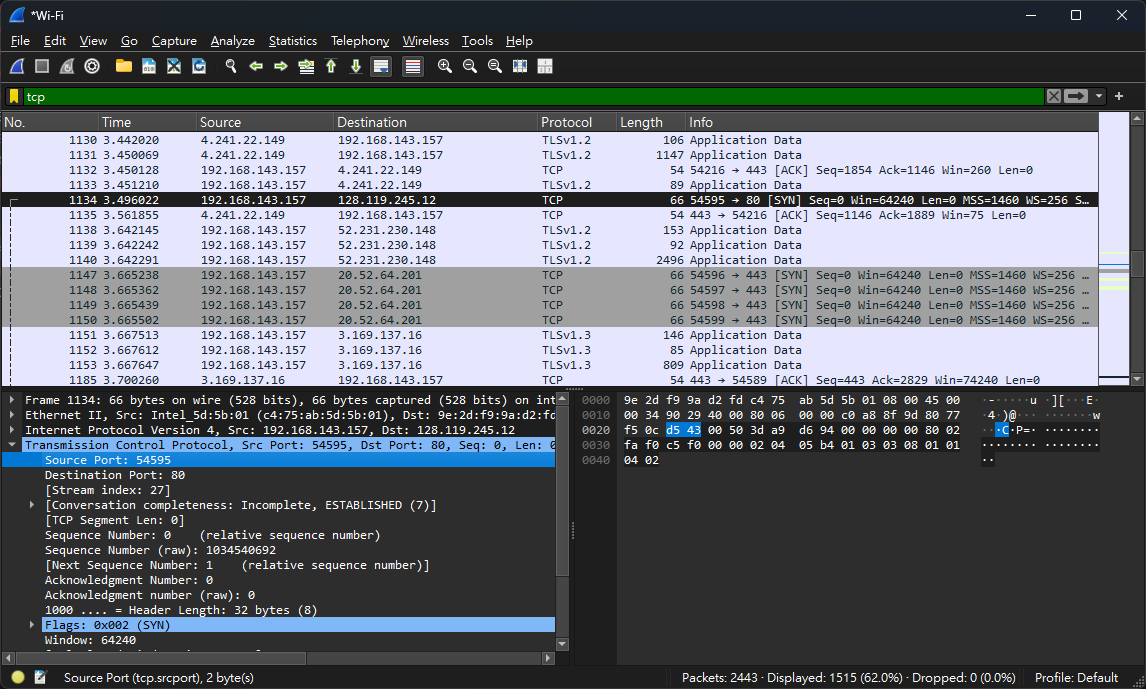 *Wi-Fi
File Edit View Go Capture Analyze Statistics Telephony Wireless Tools Help
tcp
No. Time Source Destination Protocol Length Info
1130 3.442020 4.241.22.149 192.168.143.157 TLSv1.2 106 Application Data
1131 3.450069 4.241.22.149 192.168.143.157 TLSv1.2 1147 Application Data
1132 3.450128 192.168.143.157 4.241.22.149 TCP 54 54216 → 443 [ACK] Seq=1854 Ack=1146 Win=260 Len=0
1133 3.451210 192.168.143.157 4.241.22.149 TLSv1.2 89 Application Data
1134 3.496022 192.168.143.157 128.119.245.12 TCP 66 54595 → 80 [SYN] Seq=0 Win=64240 Len=0 MSS=1460 WS=256 S…
1135 3.561855 4.241.22.149 192.168.143.157 TCP 54 443 → 54216 [ACK] Seq=1146 Ack=1889 Win=75 Len=0
1138 3.642145 192.168.143.157 52.231.230.148 TLSv1.2 153 Application Data
1139 3.642242 192.168.143.157 52.231.230.148 TLSv1.2 92 Application Data
1140 3.642291 192.168.143.157 52.231.230.148 TLSv1.2 2496 Application Data
1147 3.665238 192.168.143.157 20.52.64.201 TCP 66 54596 → 443 [SYN] Seq=0 Win=64240 Len=0 MSS=1460 WS=256 …
1148 3.665362 192.168.143.157 20.52.64.201 TCP 66 54597 → 443 [SYN] Seq=0 Win=64240 Len=0 MSS=1460 WS=256 …
1149 3.665439 192.168.143.157 20.52.64.201 TCP 66 54598 → 443 [SYN] Seq=0 Win=64240 Len=0 MSS=1460 WS=256 …
1150 3.665502 192.168.143.157 20.52.64.201 TCP 66 54599 → 443 [SYN] Seq=0 Win=64240 Len=0 MSS=1460 WS=256 …
1151 3.667513 192.168.143.157 3.169.137.16 TLSv1.3 146 Application Data
1152 3.667612 192.168.143.157 3.169.137.16 TLSv1.3 85 Application Data
1153 3.667647 192.168.143.157 3.169.137.16 TLSv1.3 809 Application Data
1185 3.700260 3.169.137.16 192.168.143.157 TCP 54 443 → 54589 [ACK] Seq=443 Ack=2829 Win=74240 Len=0
Frame 1134: 66 bytes on wire (528 bits), 66 bytes captured (528 bits) on int
Ethernet II, Src: Intel_5d:5b:01 (c4:75:ab:5d:5b:01), Dst: 9e:2d:f9:9a:d2:fd
Internet Protocol Version 4, Src: 192.168.143.157, Dst: 128.119.245.12
Transmission Control Protocol, Src Port: 54595, Dst Port: 80, Seq: 0, Len: 0
Source Port: 54595
Destination Port: 80
[Stream index: 27]
[Conversation completeness: Incomplete, ESTABLISHED (7)]
[TCP Segment Len: 0]
Sequence Number: 0 (relative sequence number)
Sequence Number (raw): 1034540692
[Next Sequence Number: 1 (relative sequence number)]
Acknowledgment Number: 0
Acknowledgment number (raw): 0
1000 .... = Header Length: 32 bytes (8)
Flags: 0x002 (SYN)
Window: 64240
0000 9e 2d f9 9a d2 fd c4 75 ab 5d 5b 01 08 00 45 00 ·-·····u ·][···E·
0010 00 34 90 29 40 00 80 06 00 00 c0 a8 8f 9d 80 77 ·4·)@··· ·······w
0020 f5 0c d5 43 00 50 3d a9 d6 94 00 00 00 00 80 02 ···C·P=· ········
0030 fa f0 c5 f0 00 00 02 04 05 b4 01 03 03 08 01 01 ········ ········
0040 04 02 ··
Source Port (tcp.srcport), 2 byte(s)
Packets: 2443 · Displayed: 1515 (62.0%) · Dropped: 0 (0.0%)
Profile: Default